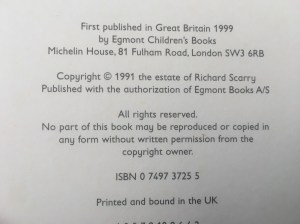 First published in Great Britain 1999
by Egmont Children's Books
Michelin House, 81 Fulham Road, London SW3 6RB
Copyright © 1991 the estate of Richard Scarry
Published with the authorization of Egmont Books A/S
All rights reserved.
No part of this book may be reproduced or copied in
any form without written permission from the
copyright owner.
ISBN 0 7497 3725 5
Printed and bound in the UK